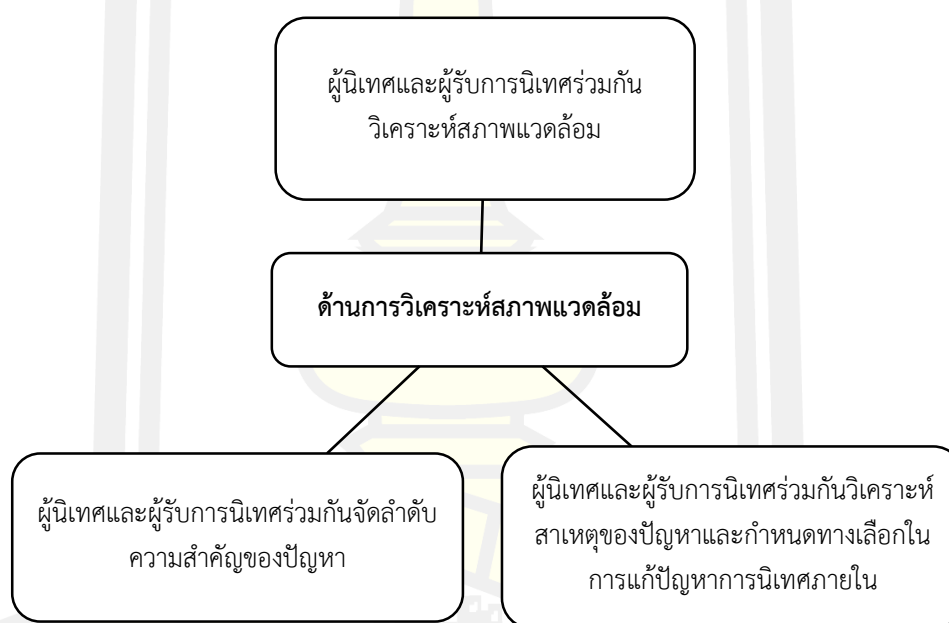 ผู้นิเทศและผู้รับการนิเทศร่วมกัน
วิเคราะห์สภาพแวดล้อม
ด้านการวิเคราะห์สภาพแวดล้อม
ผู้นิเทศและผู้รับการนิเทศร่วมกันจัดลำดับ
ความสำคัญของปัญหา
ผู้นิเทศและผู้รับการนิเทศร่วมกันวิเคราะห์
สาเหตุของปัญหาและกำหนดทางเลือกใน
การแก้ปัญหาการนิเทศภายใน